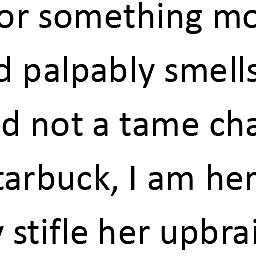 or something mo
d palpably smells
d not a tame cha
tarbuck, I am her
y stifle her upbrai